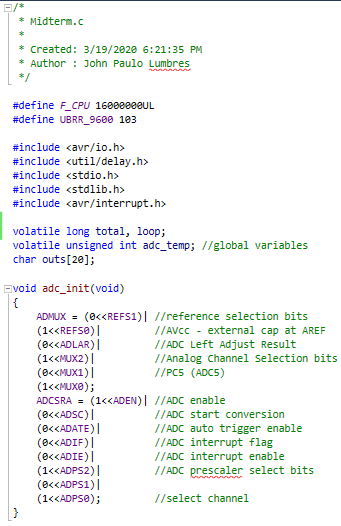 /*
 * Midterm.c
 *
 * Created: 3/19/2020 6:21:35 PM
 * Author : John Paulo Lumbres
 */

#define F_CPU 16000000UL
#define UBRR_9600 103

#include <avr/io.h>
#include <util/delay.h>
#include <stdio.h>
#include <stdlib.h>
#include <avr/interrupt.h>

volatile long total, loop;
volatile unsigned int adc_temp; //global variables
char outs[20];

void adc_init(void)
{
    ADMUX = (0<<REFS1)| //reference selection bits
    (1<<REFS0)|         //AVcc - external cap at AREF
    (0<<ADLAR)|         //ADC Left Adjust Result
    (1<<MUX2)|          //Analog Channel Selection bits
    (0<<MUX1)|          //PC5 (ADC5)
    (1<<MUX0);
    ADCSRA = (1<<ADEN)| //ADC enable
    (0<<ADSC)|          //ADC start conversion
    (0<<ADATE)|         //ADC auto trigger enable
    (0<<ADIF)|          //ADC interrupt flag
    (0<<ADIE)|          //ADC interrupt enable
    (1<<ADPS2)|         //ADC prescaler select bits
    (0<<ADPS1)|
    (1<<ADPS0);         //select channel
}